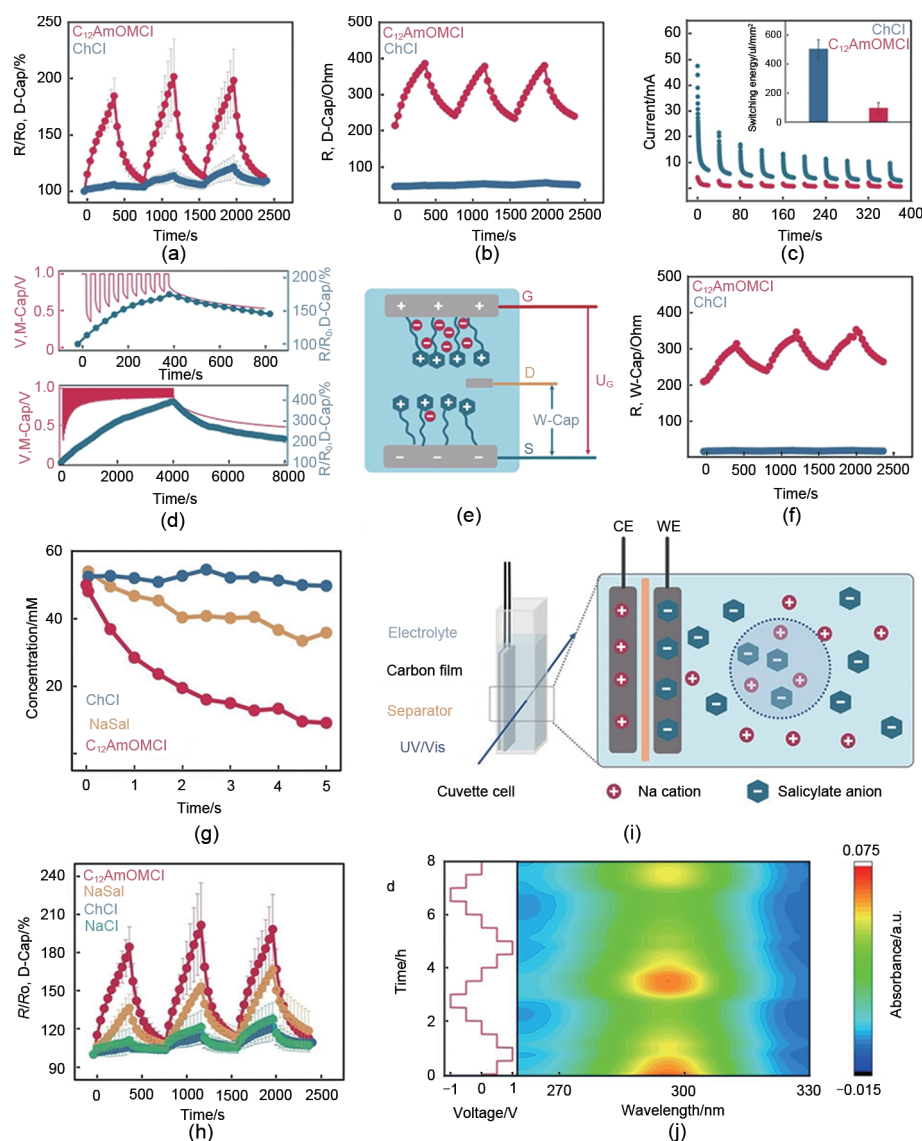 250
200
150
100
R/Ro, D-Cap/%
C₁₂AmOMCl
ChCl
0 500 1000 1500 2000 2500
Time/s
(a)
500
400
300
200
100
R, D-Cap/Ohm
C₁₂AmOMCl
ChCl
0 500 1000 1500 2000 2500
Time/s
(b)
60
50
40
30
20
10
Current/mA
ChCl
C₁₂AmOMCl
Switching energy/uJ/mm²
600
400
200
0
0 80 160 240 320 400
Time/s
(c)
1.0
0.5
0
V,M-Cap/V
200
150
100
R/R₀,D-Cap/%
0 2000 4000 6000 8000
Time/s
1.0
0.5
0
V,M-Cap/V
400
300
200
100
R/R₀,D-Cap/%
0 2000 4000 6000 8000
Time/s
(d)
+ + +
G
D
U_G
W-Cap
S
− − −
(e)
500
400
300
200
100
R, W-Cap/Ohm
C₁₂AmOMCl
ChCl
0 500 1000 1500 2000 2500
Time/s
(f)
60
40
20
Concentration/mM
ChCl
NaSal
C₁₂AmOMCl
0 1 2 3 4 5
Time/s
(g)
Electrolyte
Carbon film
Separator
UV/Vis
Cuvette cell
CE WE
Na cation
Salicylate anion
(i)
240
210
180
150
120
90
R/Ro, D-Cap/%
C₁₂AmOMCl
NaSal
ChCl
NaCl
0 500 1000 1500 2000 2500
Time/s
(h)
d
8
6
4
2
0
Time/h
−1 0 1
Voltage/V
270 300 330
Wavelength/nm
0.075
−0.015
Absorbance/a.u.
(j)